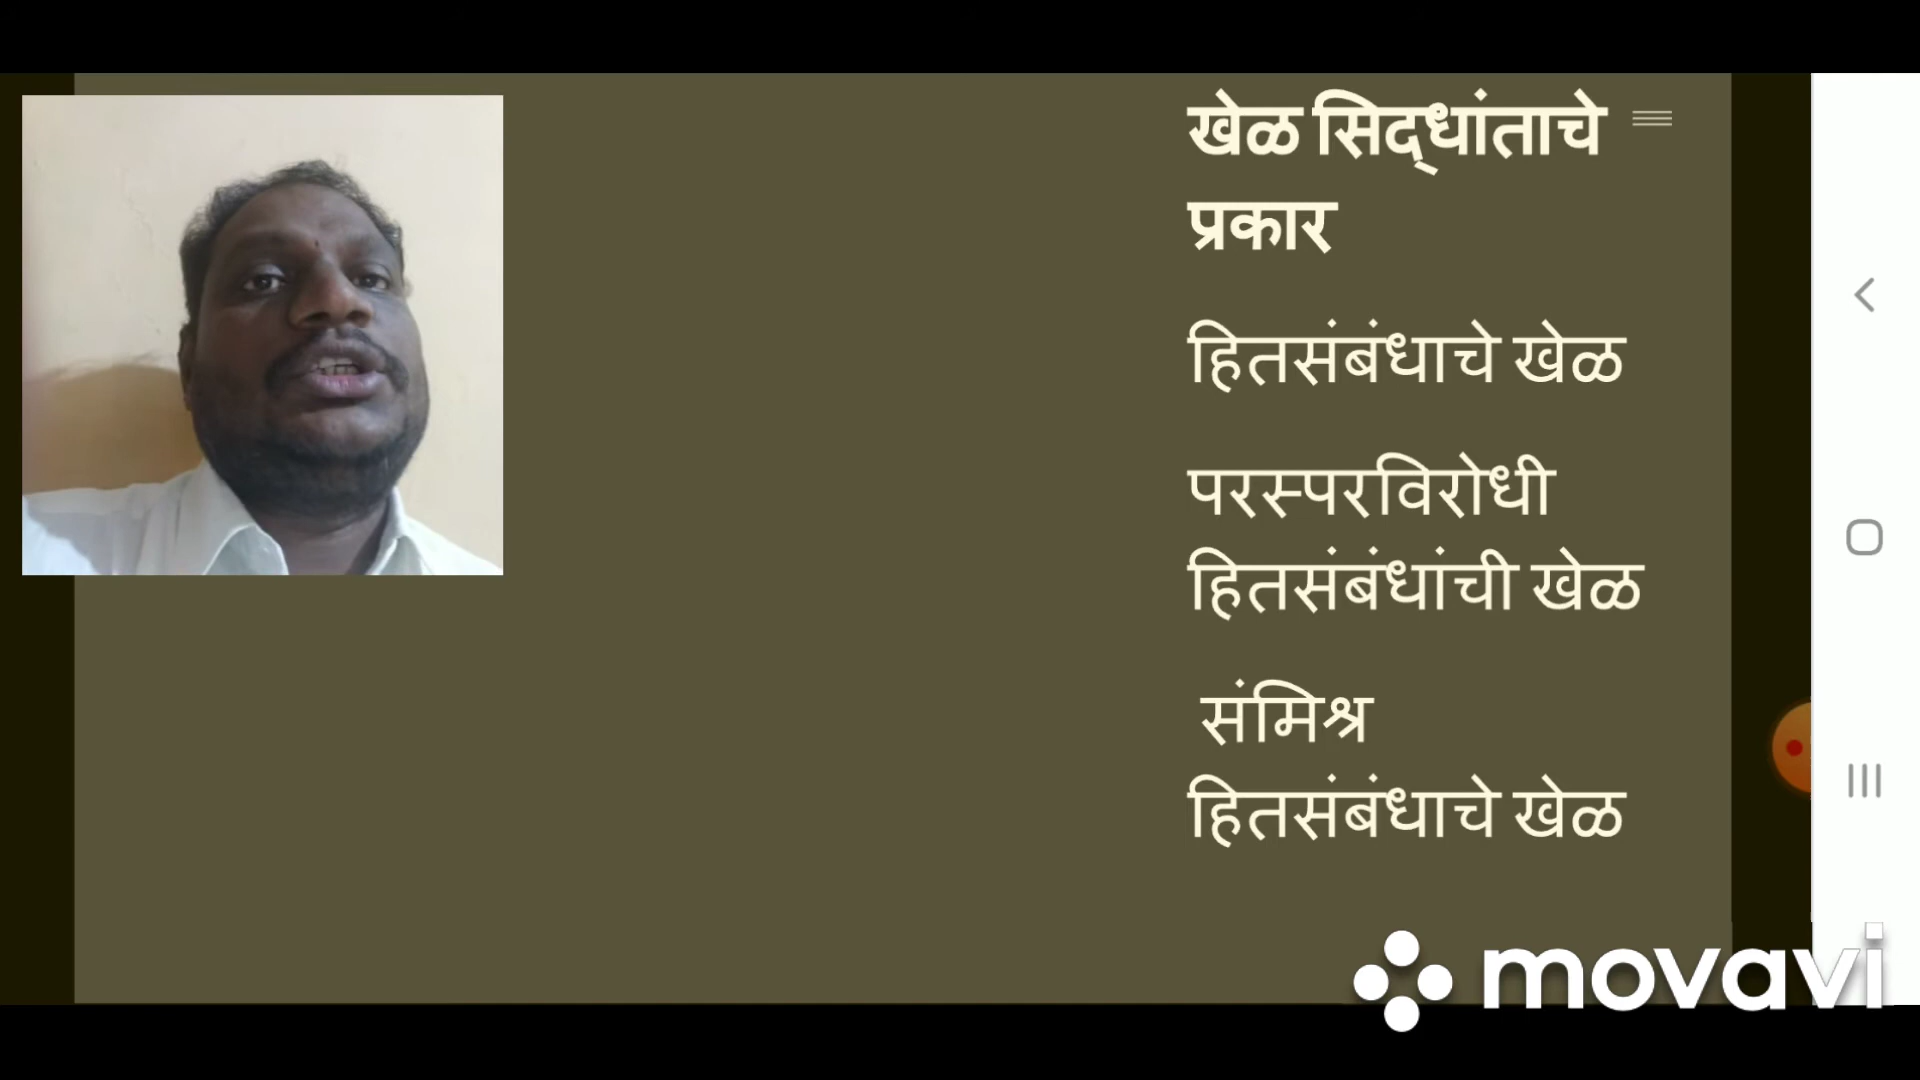 खेळ सिद्धांताचे
प्रकार
हितसंबंधाचे खेळ
परस्परविरोधी
हितसंबंधांची खेळ
संमिश्र
हितसंबंधाचे खेळ
movavi